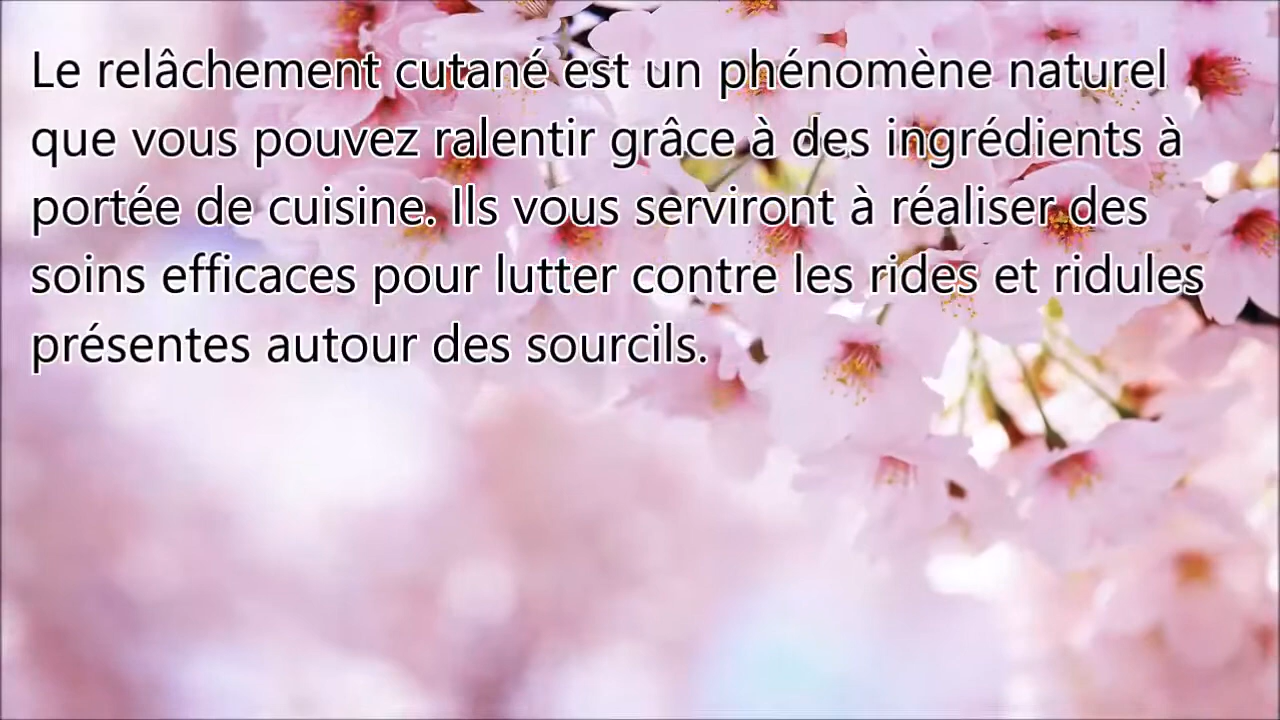 Le relâchement cutané est un phénomène naturel
que vous pouvez ralentir grâce à des ingrédients à
portée de cuisine. Ils vous serviront à réaliser des
soins efficaces pour lutter contre les rides et ridules
présentes autour des sourcils.